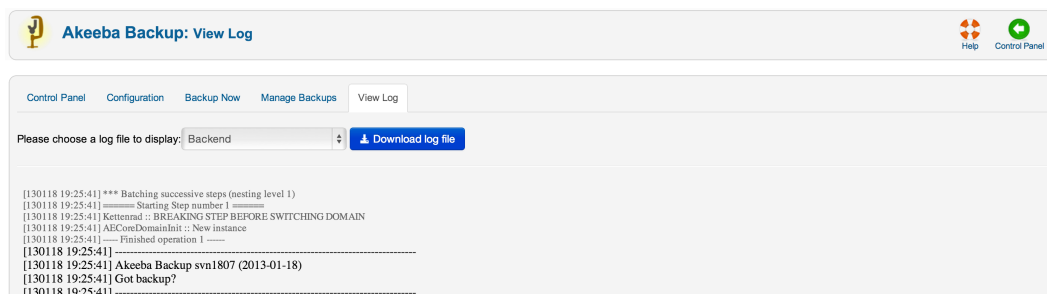 Akeeba Backup: View Log
Help
Control Panel
Control Panel
Configuration
Backup Now
Manage Backups
View Log
Please choose a log file to display:
Backend
Download log file
[130118 19:25:41] *** Batching successive steps (nesting level 1)
[130118 19:25:41] ====== Starting Step number 1 ======
[130118 19:25:41] Kettenrad :: BREAKING STEP BEFORE SWITCHING DOMAIN
[130118 19:25:41] AECoreDomainInit :: New instance
[130118 19:25:41] ----- Finished operation 1 ------
[130118 19:25:41] --------------------------------------------------------------------------------
[130118 19:25:41] Akeeba Backup svn1807 (2013-01-18)
[130118 19:25:41] Got backup?
[130118 19:25:41] --------------------------------------------------------------------------------